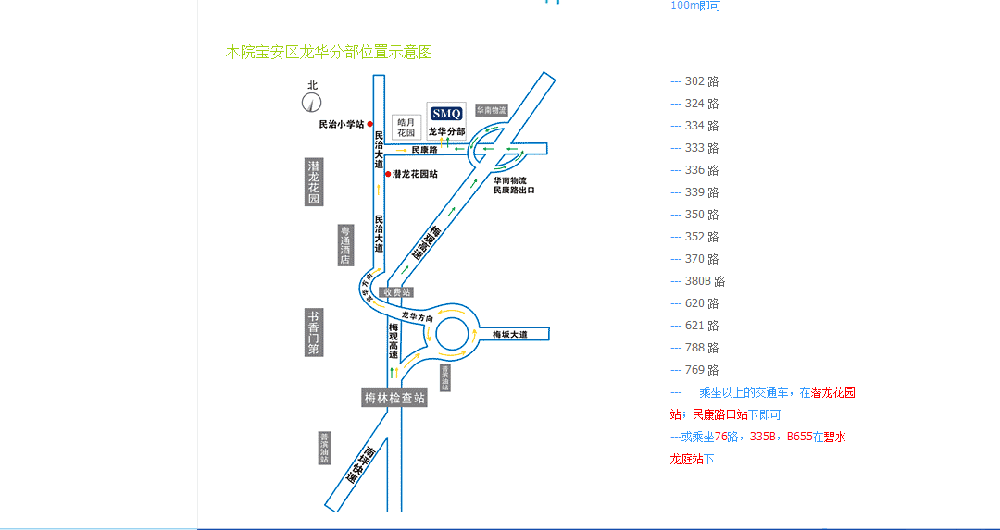 100m即可
本院宝安区龙华分部位置示意图
北
民治小学站
皓月
花园
SMQ
龙华分部
华南物流
民治大道
民康路
潜龙花园站
潜龙花园
华南物流
民康路出口
民治大道
粤通酒店
梅观高速
龙华方向
收费站
龙华方向
书香门第
梅观高速
梅坂大道
普滨油站
梅林检查站
普滨油站
南坪快速
--- 302 路
--- 324 路
--- 334 路
--- 333 路
--- 336 路
--- 339 路
--- 350 路
--- 352 路
--- 370 路
--- 380B 路
--- 620 路
--- 621 路
--- 788 路
--- 769 路
--- 乘坐以上的交通车，在潜龙花园
站；民康路口站下即可
---或乘坐76路，335B，B655在碧水
龙庭站下